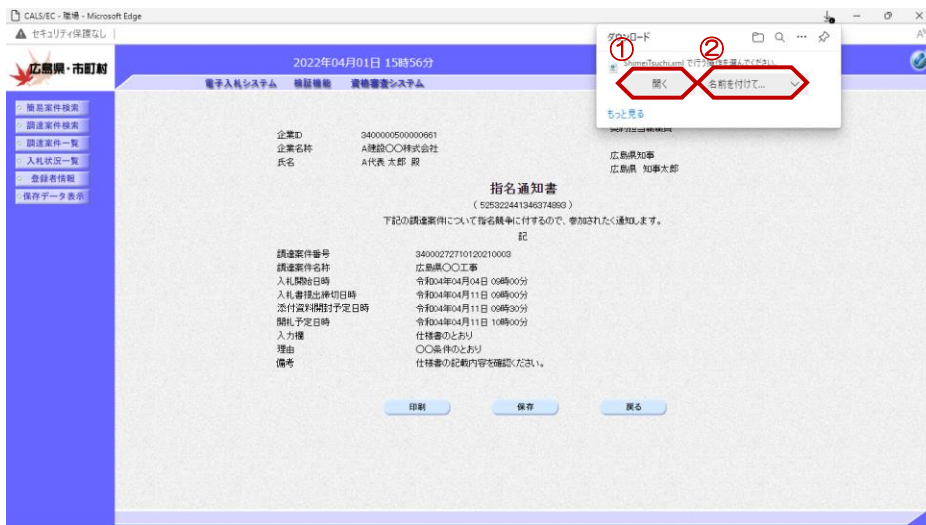 CALS/EC - 職場 - Microsoft Edge
セキュリティ保護なし
ダウンロード
① ②
ShimeiTsuchi.xml で行う操作を選んでください。
開く 名前を付けて...
もっと見る
広島県・市町村
2022年04月01日 15時56分
電子入札システム 検証機能 資格審査システム
簡易案件検索
調達案件検索
調達案件一覧
入札状況一覧
登録者情報
保存データ表示
企業ID 3400000500000661
企業名称 A建設〇〇株式会社
氏名 A代表 太郎 殿
契約担当職職員
広島県知事
広島県 知事太郎
指名通知書
( 525322441346374893 )
下記の調達案件について指名競争に付するので、参加されたく通知します。
記
調達案件番号 34000272710120210003
調達案件名称 広島県〇〇工事
入札開始日時 令和04年04月04日 09時00分
入札書提出締切日時 令和04年04月11日 09時00分
添付資料開封予定日時 令和04年04月11日 09時30分
開札予定日時 令和04年04月11日 10時00分
入力欄 仕様書のとおり
理由 〇〇条件のとおり
備考 仕様書の記載内容を確認ください。
印刷 保存 戻る